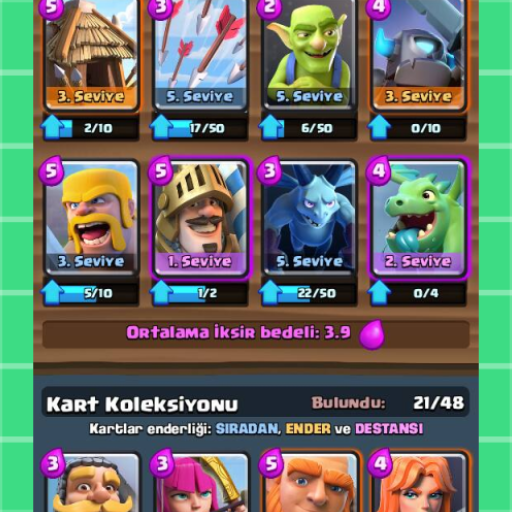 5 3 2 4
3. Seviye 5. Seviye 5. Seviye 3. Seviye
2/10 17/50 6/50 0/10
5 5 3 4
3. Seviye 1. Seviye 5. Seviye 2. Seviye
5/10 1/2 22/50 0/4
Ortalama İksir bedeli: 3.9
Kart Koleksiyonu Bulundu: 21/48
Kartlar enderliği: SIRADAN, ENDER ve DESTANSI
3 3 5 4